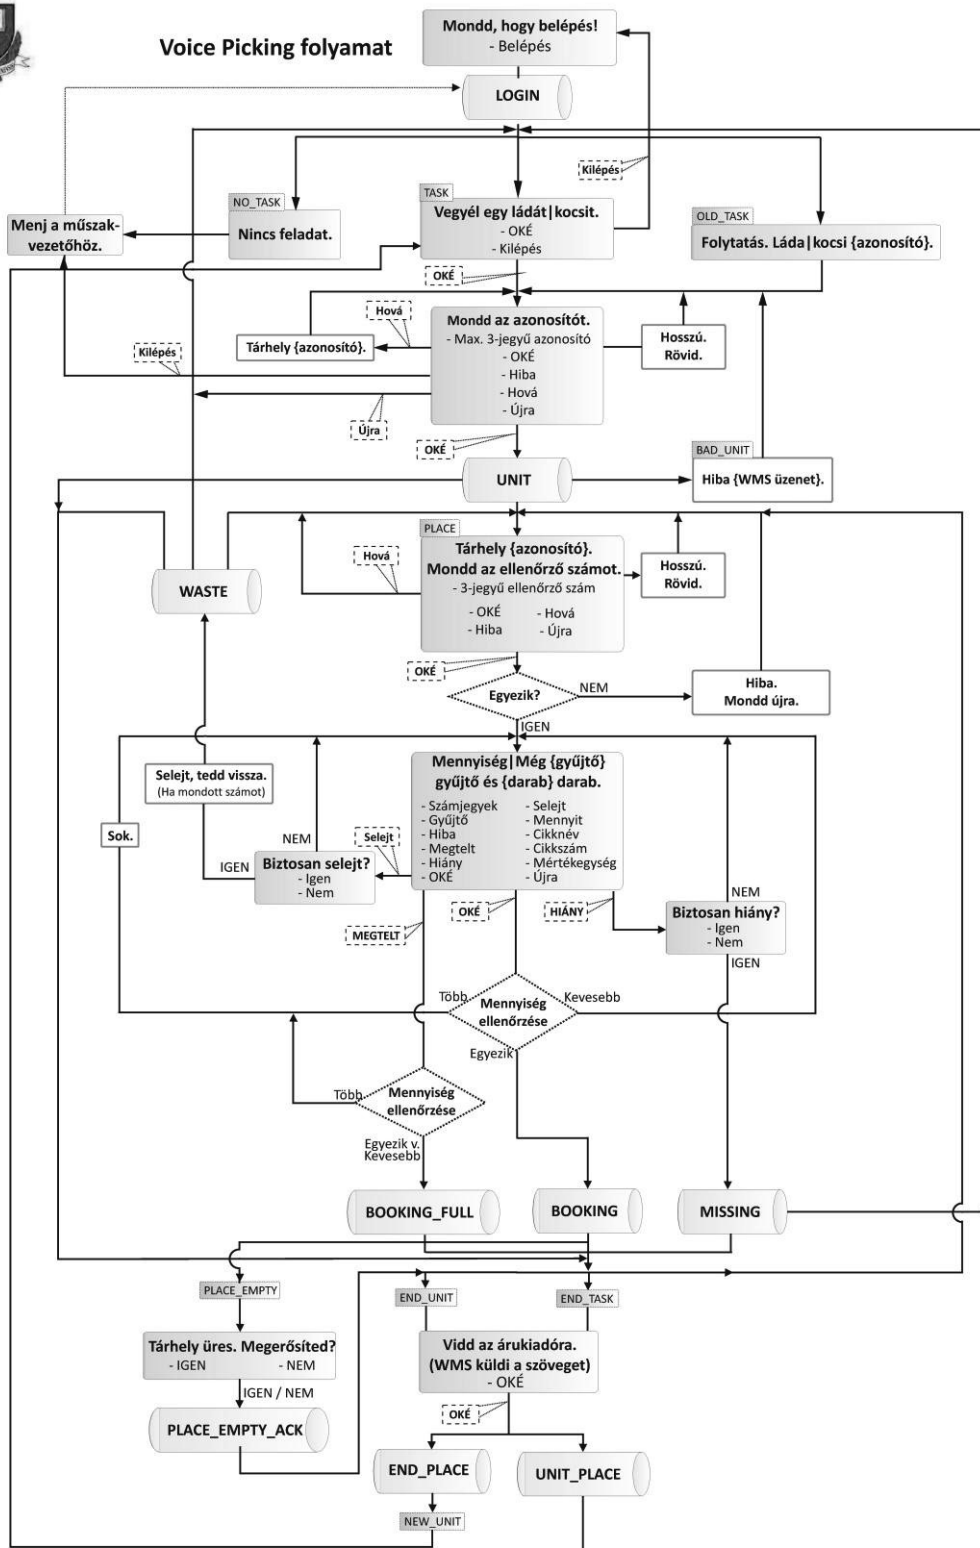 Voice Picking folyamat
Mondd, hogy belépés!
- Belépés
LOGIN
Kilépés
NO_TASK
Nincs feladat.
Menj a műszak-
vezetőhöz.
TASK
Vegyél egy ládát|kocsit.
- OKÉ
- Kilépés
OLD_TASK
Folytatás. Láda|kocsi {azonosító}.
OKÉ
Hová
Tárhely {azonosító}.
Kilépés
Mondd az azonosítót.
- Max. 3-jegyű azonosító
- OKÉ
- Hiba
- Hová
- Újra
Hosszú.
Rövid.
Újra
OKÉ
UNIT
BAD_UNIT
Hiba {WMS üzenet}.
PLACE
Tárhely {azonosító}.
Mondd az ellenőrző számot.
- 3-jegyű ellenőrző szám
- OKÉ
- Hová
- Hiba
- Újra
Hová
Hosszú.
Rövid.
WASTE
OKÉ
Egyezik?
NEM
Hiba.
Mondd újra.
IGEN
Mennyiség|Még {gyűjtő}
gyűjtő és {darab} darab.
- Számjegyek
- Selejt
- Gyűjtő
- Mennyit
- Hiba
- Cikknév
- Megtelt
- Cikkszám
- Hiány
- Mértékegység
- OKÉ
- Újra
Selejt, tedd vissza.
(Ha mondott számot)
Sok.
NEM
Selejt
IGEN
Biztosan selejt?
- Igen
- Nem
MEGTELT
OKÉ
HIÁNY
NEM
Biztosan hiány?
- Igen
- Nem
IGEN
Több
Mennyiség
ellenőrzése
Kevesebb
Egyezik
Több
Mennyiség
ellenőrzése
Egyezik v.
Kevesebb
BOOKING_FULL
BOOKING
MISSING
PLACE_EMPTY
END_UNIT
END_TASK
Tárhely üres. Megerősíted?
- IGEN
- NEM
IGEN / NEM
PLACE_EMPTY_ACK
Vidd az árukiadóra.
(WMS küldi a szöveget)
- OKÉ
OKÉ
END_PLACE
UNIT_PLACE
NEW_UNIT